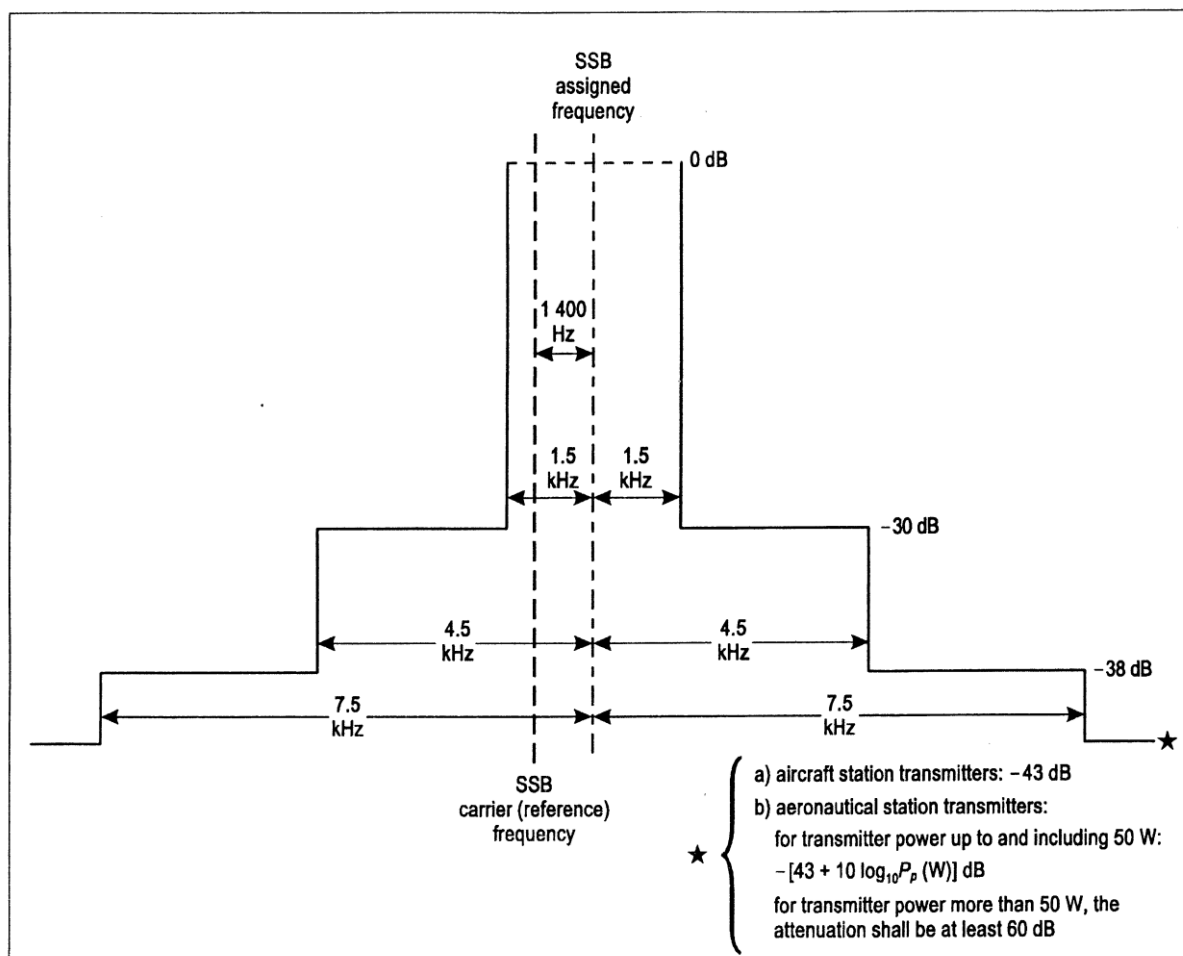 SSB
assigned
frequency
0 dB
1 400
Hz
1.5
kHz
1.5
kHz
–30 dB
4.5
kHz
4.5
kHz
–38 dB
7.5
kHz
7.5
kHz
★
SSB
carrier (reference)
frequency
★
a) aircraft station transmitters: –43 dB
b) aeronautical station transmitters:
for transmitter power up to and including 50 W:
–[43 + 10 log₁₀Pₚ (W)] dB
for transmitter power more than 50 W, the
attenuation shall be at least 60 dB